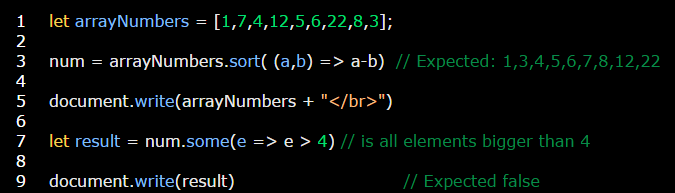 1 let arrayNumbers = [1,7,4,12,5,6,22,8,3];
2
3 num = arrayNumbers.sort( (a,b) => a-b) // Expected: 1,3,4,5,6,7,8,12,22
4
5 document.write(arrayNumbers + "</br>")
6
7 let result = num.some(e => e > 4) // is all elements bigger than 4
8
9 document.write(result) // Expected false